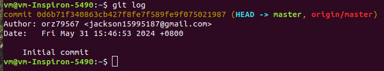 vm@vm-Inspiron-5490:~$ git log
commit 0d6b71f340863cb427f8fe7f589fe9f075021987 (HEAD -> master, origin/master)
Author: orz79567 <jackson15995187@gmail.com>
Date:   Fri May 31 15:46:53 2024 +0800
    Initial commit
vm@vm-Inspiron-5490:~$